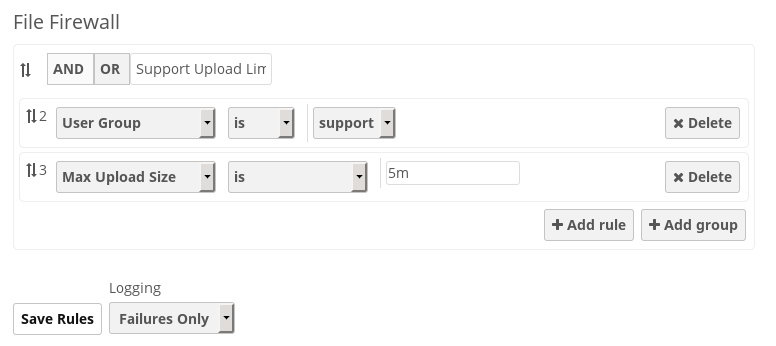 File Firewall
AND OR Support Upload Lim
2 User Group is support ✖ Delete
3 Max Upload Size is 5m ✖ Delete
+ Add rule + Add group
Logging
Save Rules Failures Only